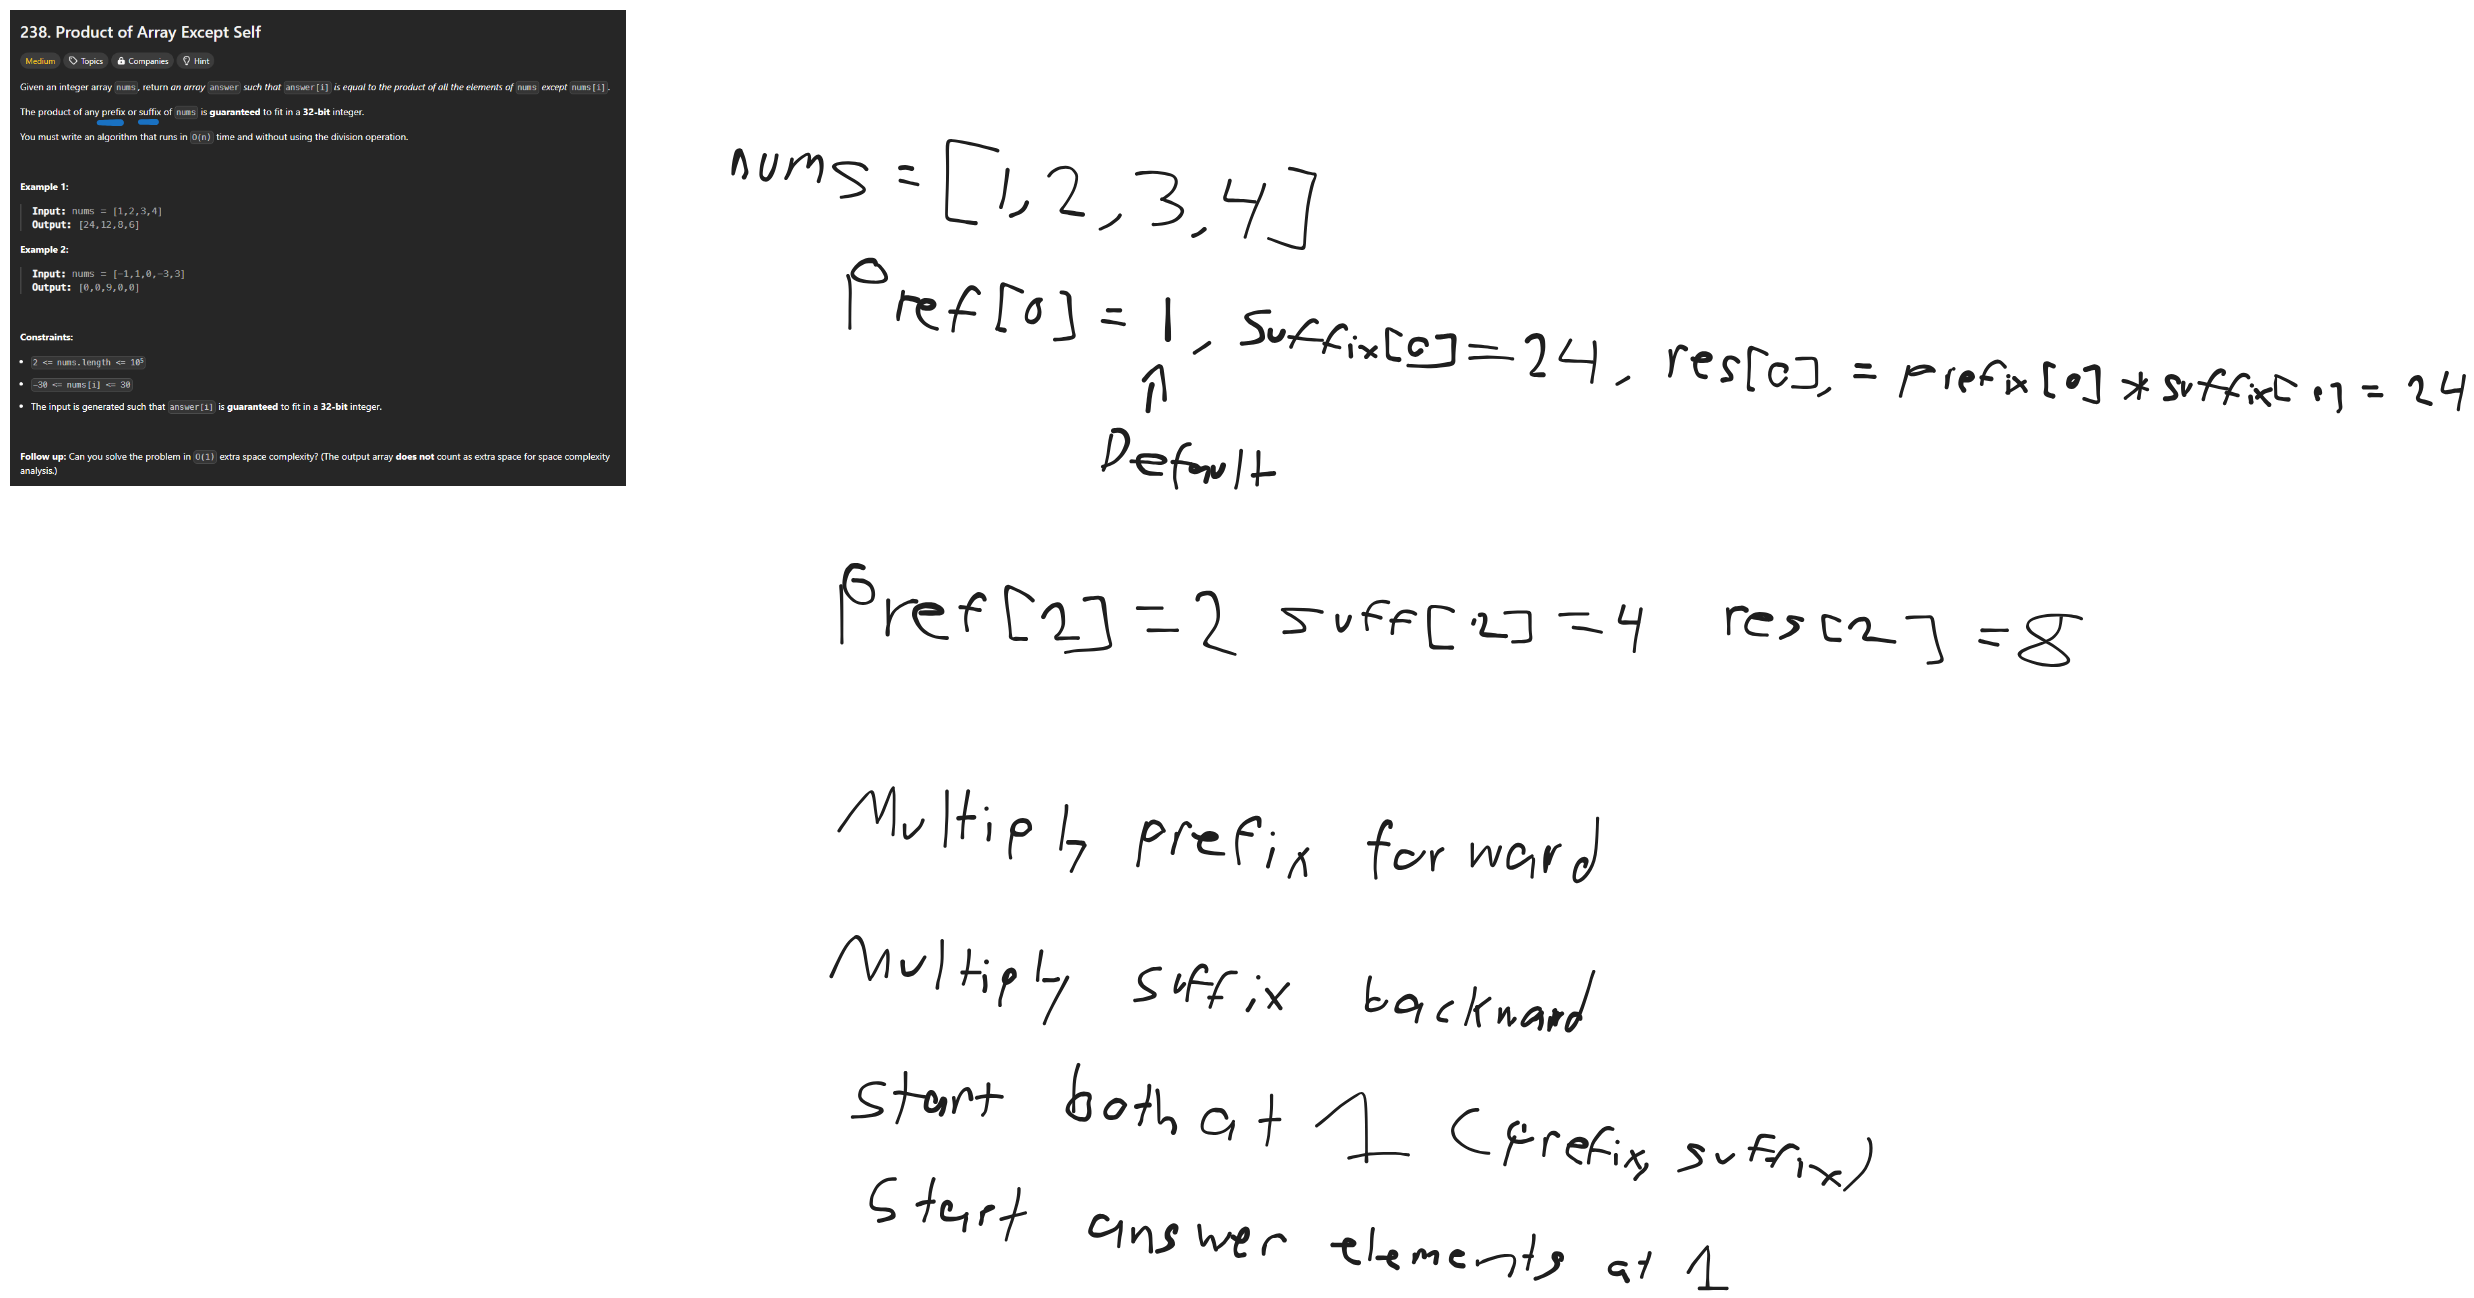 238. Product of Array Except Self
Medium Topics Companies Hint
Given an integer array nums, return an array answer such that answer[i] is equal to the product of all the elements of nums except nums[i].
The product of any prefix or suffix of nums is guaranteed to fit in a 32-bit integer.
You must write an algorithm that runs in O(n) time and without using the division operation.
Example 1:
Input: nums = [1,2,3,4]
Output: [24,12,8,6]
Example 2:
Input: nums = [-1,1,0,-3,3]
Output: [0,0,9,0,0]
Constraints:
• 2 <= nums.length <= 10⁵
• -30 <= nums[i] <= 30
• The input is generated such that answer[i] is guaranteed to fit in a 32-bit integer.
Follow up: Can you solve the problem in O(1) extra space complexity? (The output array does not count as extra space for space complexity
analysis.)
nums = [1,2,3,4]
Pref[0] = 1, suffix[0] = 24, res[0], = prefix[0] * suffix[0] = 24
↑
Default
Pref[2] = 2 suff[2] = 4 res[2] = 8
Multiply prefix forward
Multiply suffix backward
start both at 1 (prefix, suffix)
start answer elements at 1